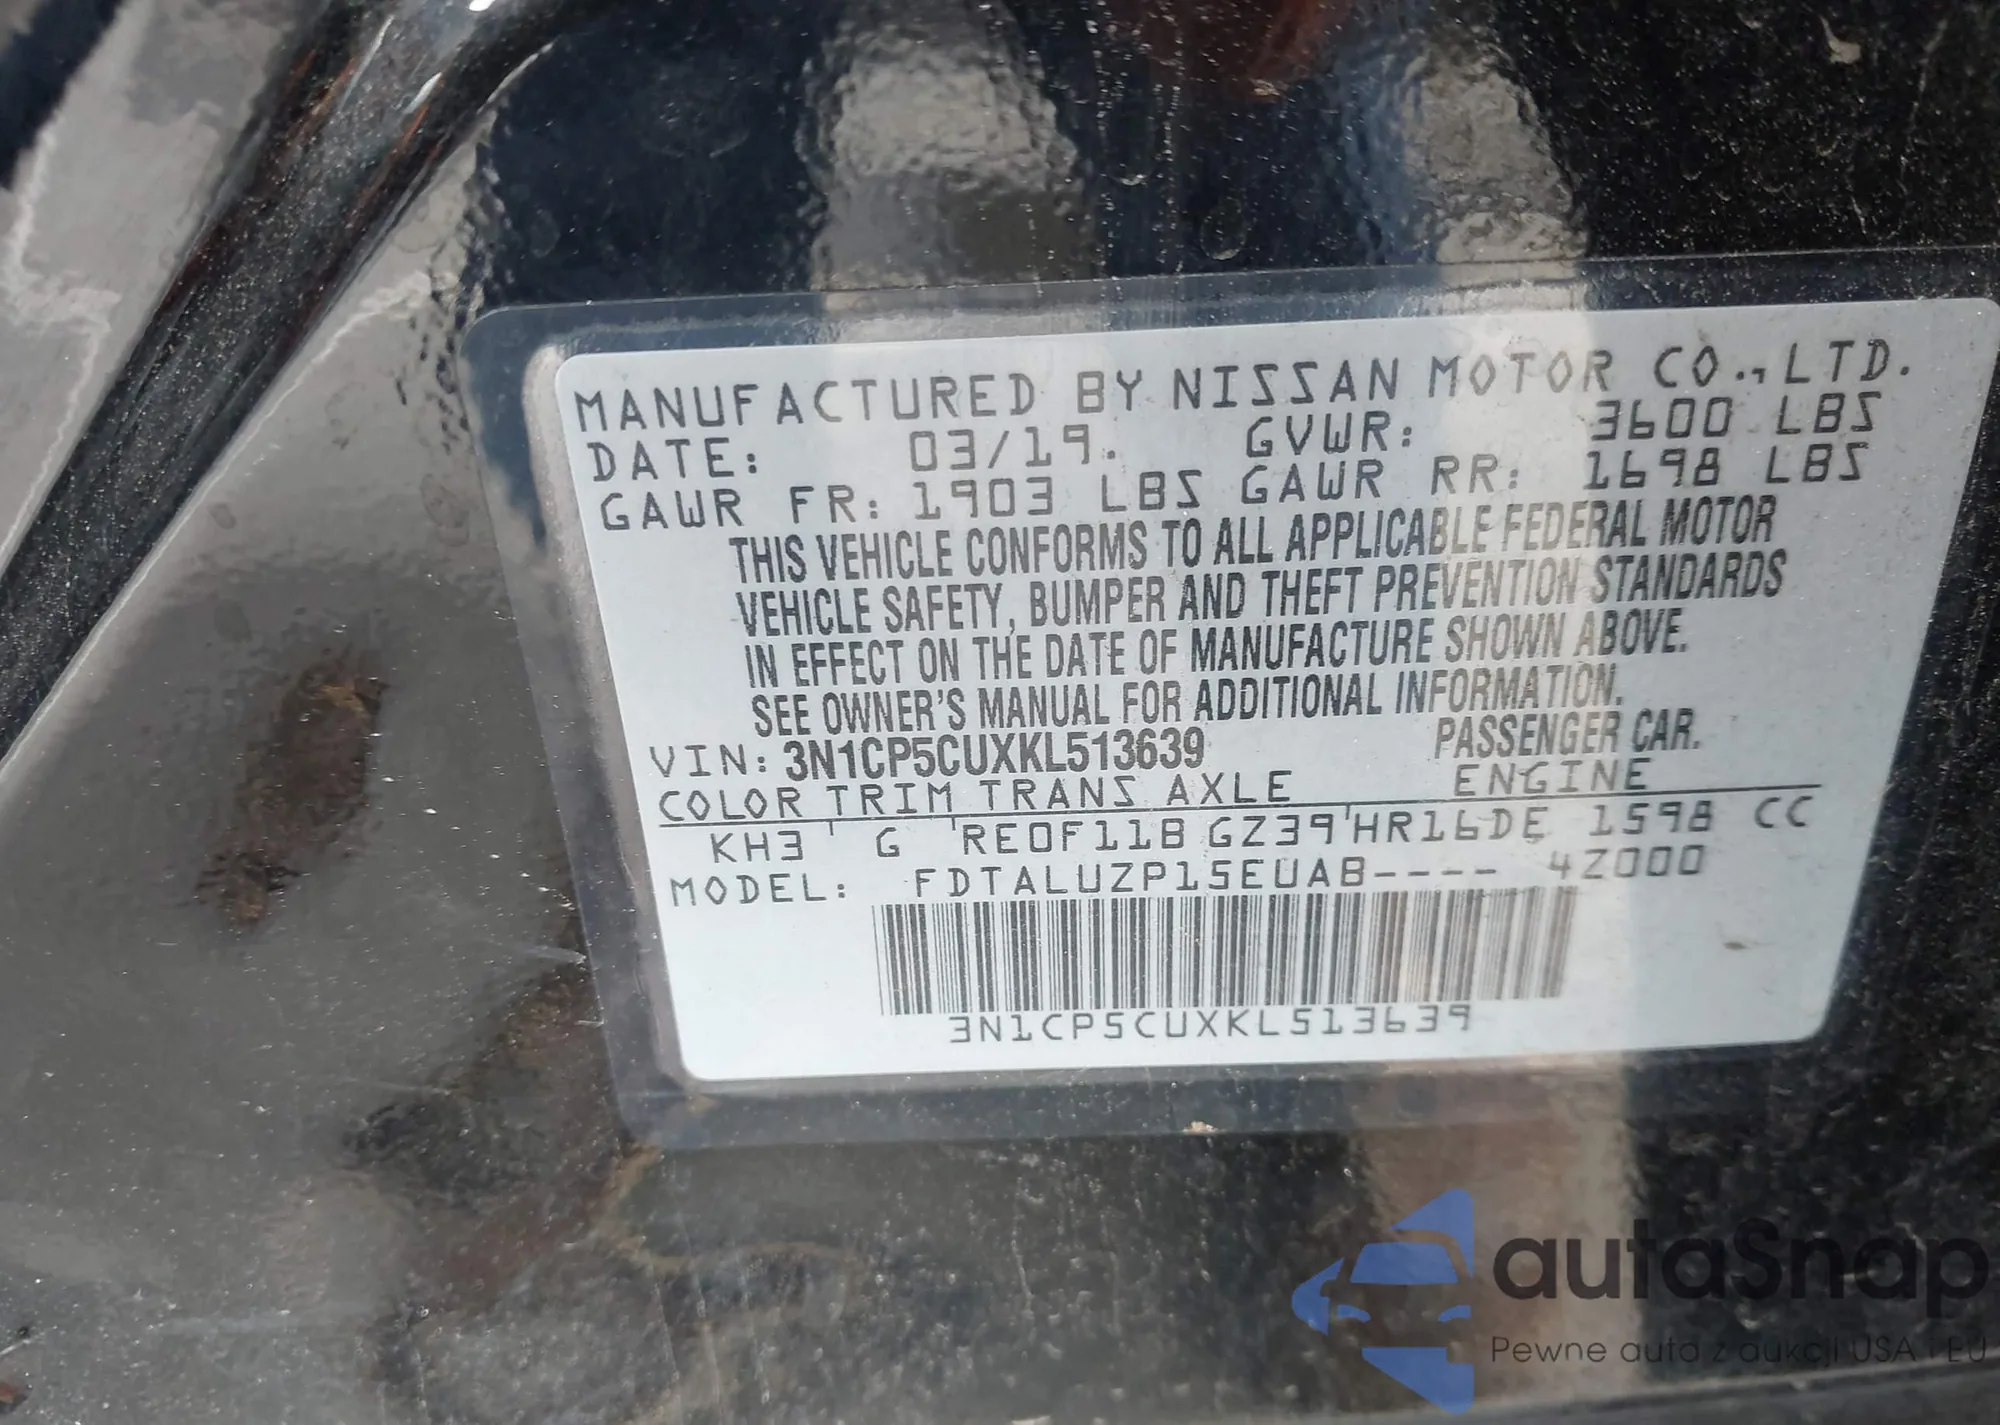 MANUFACTURED BY NISSAN MOTOR CO.,LTD.
DATE: 03/19. GVWR: 3600 LBS
GAWR FR: 1903 LBS GAWR RR: 1698 LBS
THIS VEHICLE CONFORMS TO ALL APPLICABLE FEDERAL MOTOR
VEHICLE SAFETY, BUMPER AND THEFT PREVENTION STANDARDS
IN EFFECT ON THE DATE OF MANUFACTURE SHOWN ABOVE.
SEE OWNER'S MANUAL FOR ADDITIONAL INFORMATION.
VIN: 3N1CP5CUXKL513639 PASSENGER CAR.
COLOR TRIM TRANS AXLE ENGINE
KH3 G RE0F11B GZ39 HR16DE 1598 CC
MODEL: FDTALUZP15EUAB---- 4Z000
3N1CP5CUXKL513639
autaSnap
Pewne auta z aukcji USA i EU